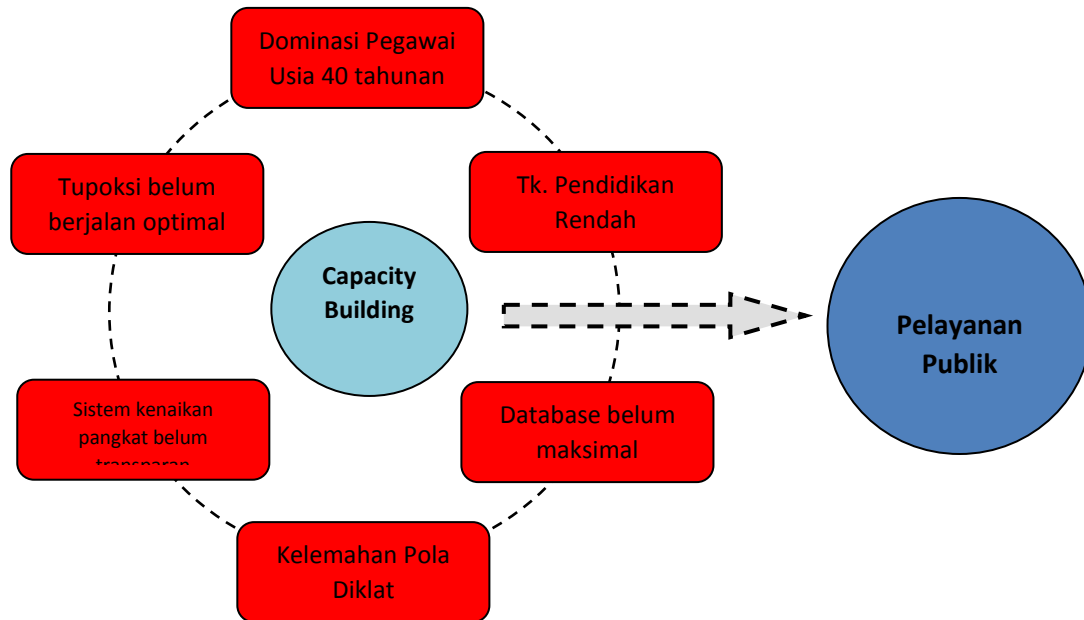 Dominasi Pegawai
Usia 40 tahunan
Tupoksi belum
berjalan optimal
Tk. Pendidikan
Rendah
Capacity
Building
Pelayanan
Publik
Sistem kenaikan
pangkat belum
transparan
Database belum
maksimal
Kelemahan Pola
Diklat